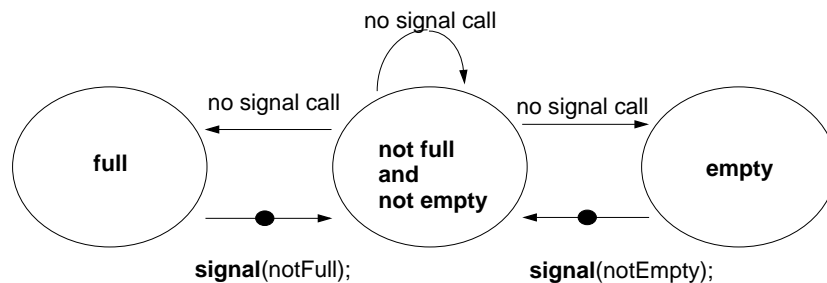 no signal call
no signal call
no signal call
full
not full
and
not empty
empty
signal(notFull);
signal(notEmpty);